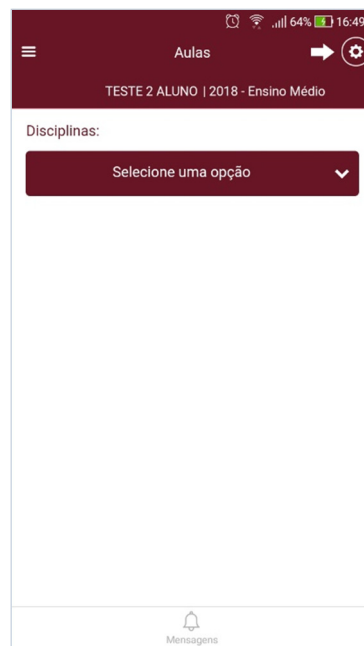 64% 16:49
Aulas
TESTE 2 ALUNO | 2018 - Ensino Médio
Disciplinas:
Selecione uma opção
Mensagens